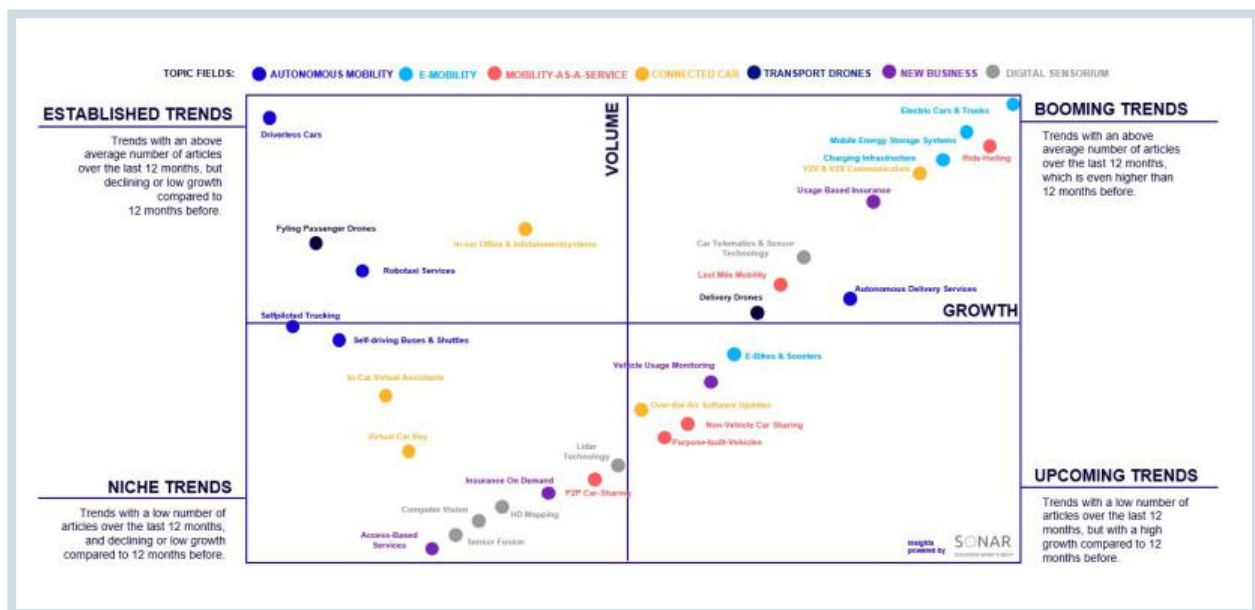 TOPIC FIELDS: AUTONOMOUS MOBILITY E-MOBILITY MOBILITY-AS-A-SERVICE CONNECTED CAR TRANSPORT DRONES NEW BUSINESS DIGITAL SENSORIUM
ESTABLISHED TRENDS
Trends with an above
average number of articles
over the last 12 months, but
declining or low growth
compared to
12 months before.
VOLUME
BOOMING TRENDS
Trends with an above
average number of articles
over the last 12 months,
which is even higher than
12 months before.
Driverless Cars
Fyling Passenger Drones
Robotaxi Services
In-car Office & Infotainmentsystems
Electric Cars & Trucks
Mobile Energy Storage Systems
Ride-Hailing
Charging Infrastructure
V2V & V2X Communication
Usage Based Insurance
Car Telematics & Sensor
Technology
Last Mile Mobility
Autonomous Delivery Services
Delivery Drones
GROWTH
Selfpiloted Trucking
Self-driving Buses & Shuttles
In-Car Virtual Assistants
Virtual Car Key
Lidar
Technology
Insurance On Demand
P2P Car-Sharing
Computer Vision
HD Mapping
Access-Based
Services
Sensor Fusion
E-Bikes & Scooters
Vehicle Usage Monitoring
Over-the-Air Software Updates
Non-Vehicle Car Sharing
Purpose-built-Vehicles
NICHE TRENDS
Trends with a low number of
articles over the last 12 months,
and declining or low growth
compared to 12 months before.
UPCOMING TRENDS
Trends with a low number of
articles over the last 12
months, but with a high
growth compared to 12
months before.
insights
powered by
SONAR